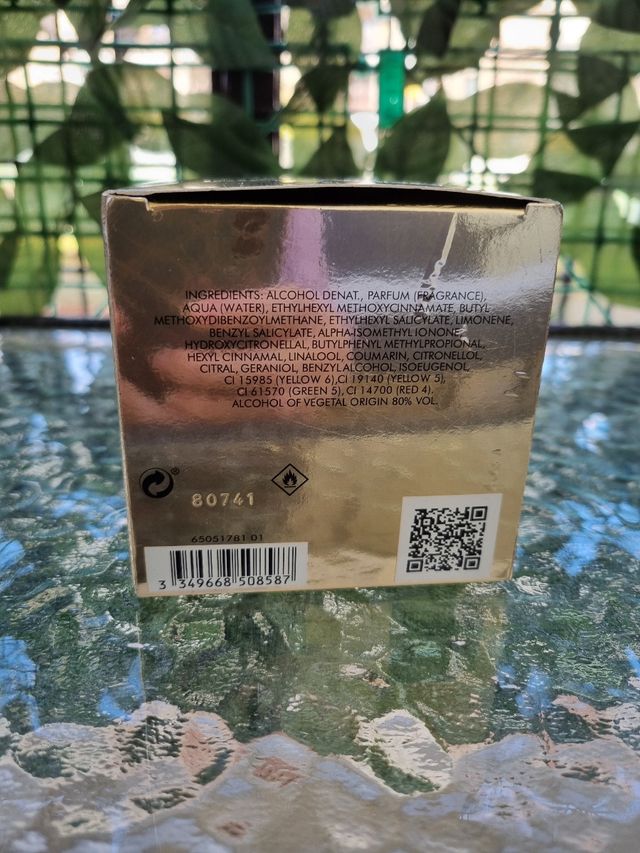 INGREDIENTS: ALCOHOL DENAT., PARFUM (FRAGRANCE),
AQUA (WATER), ETHYLHEXYL METHOXYCINNAMATE, BUTYL
METHOXYDIBENZOYLMETHANE, ETHYLHEXYL SALICYLATE, LIMONENE,
BENZYL SALICYLATE, ALPHA-ISOMETHYL IONONE,
HYDROXYCITRONELLAL, BUTYLPHENYL METHYLPROPIONAL,
HEXYL CINNAMAL, LINALOOL, COUMARIN, CITRONELLOL,
CITRAL, GERANIOL, BENZYL ALCOHOL, ISOEUGENOL,
CI 15985 (YELLOW 6),CI 19140 (YELLOW 5),
CI 61570 (GREEN 5), CI 14700 (RED 4).
ALCOHOL OF VEGETAL ORIGIN 80% VOL.
®
80741
65051781 01
3 349668 508587